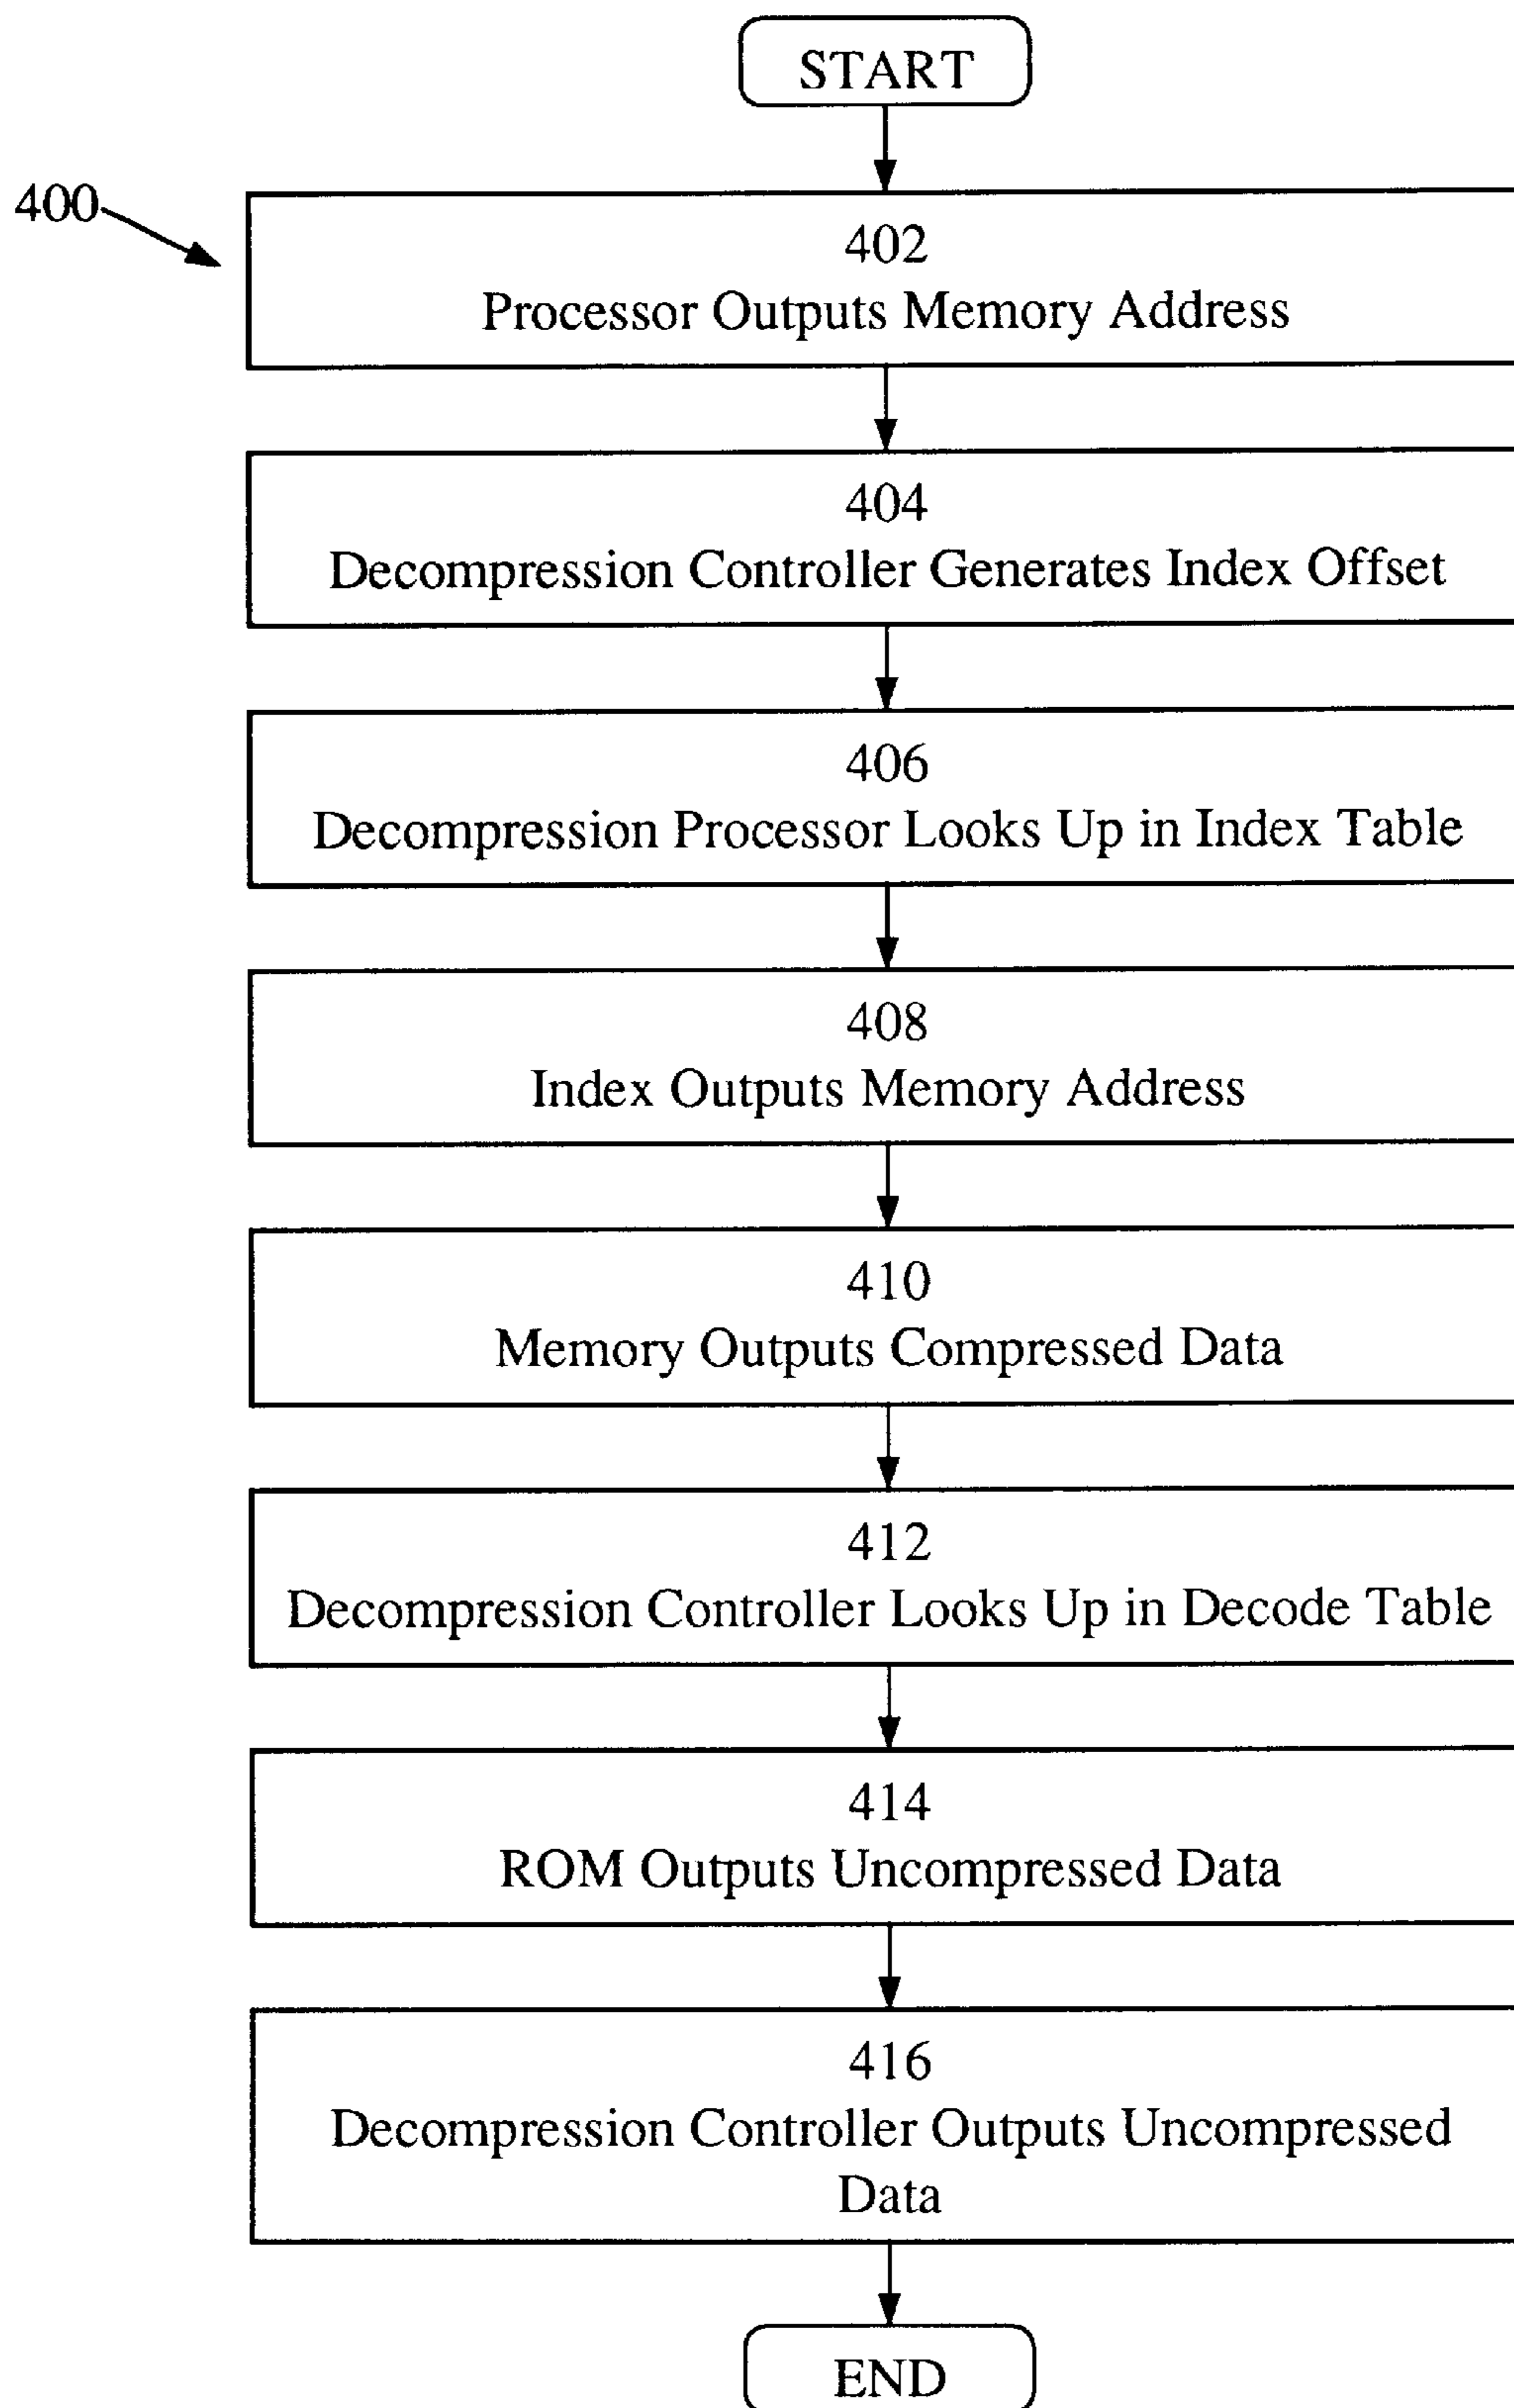 START
400
402
Processor Outputs Memory Address
404
Decompression Controller Generates Index Offset
406
Decompression Processor Looks Up in Index Table
408
Index Outputs Memory Address
410
Memory Outputs Compressed Data
412
Decompression Controller Looks Up in Decode Table
414
ROM Outputs Uncompressed Data
416
Decompression Controller Outputs Uncompressed
Data
END